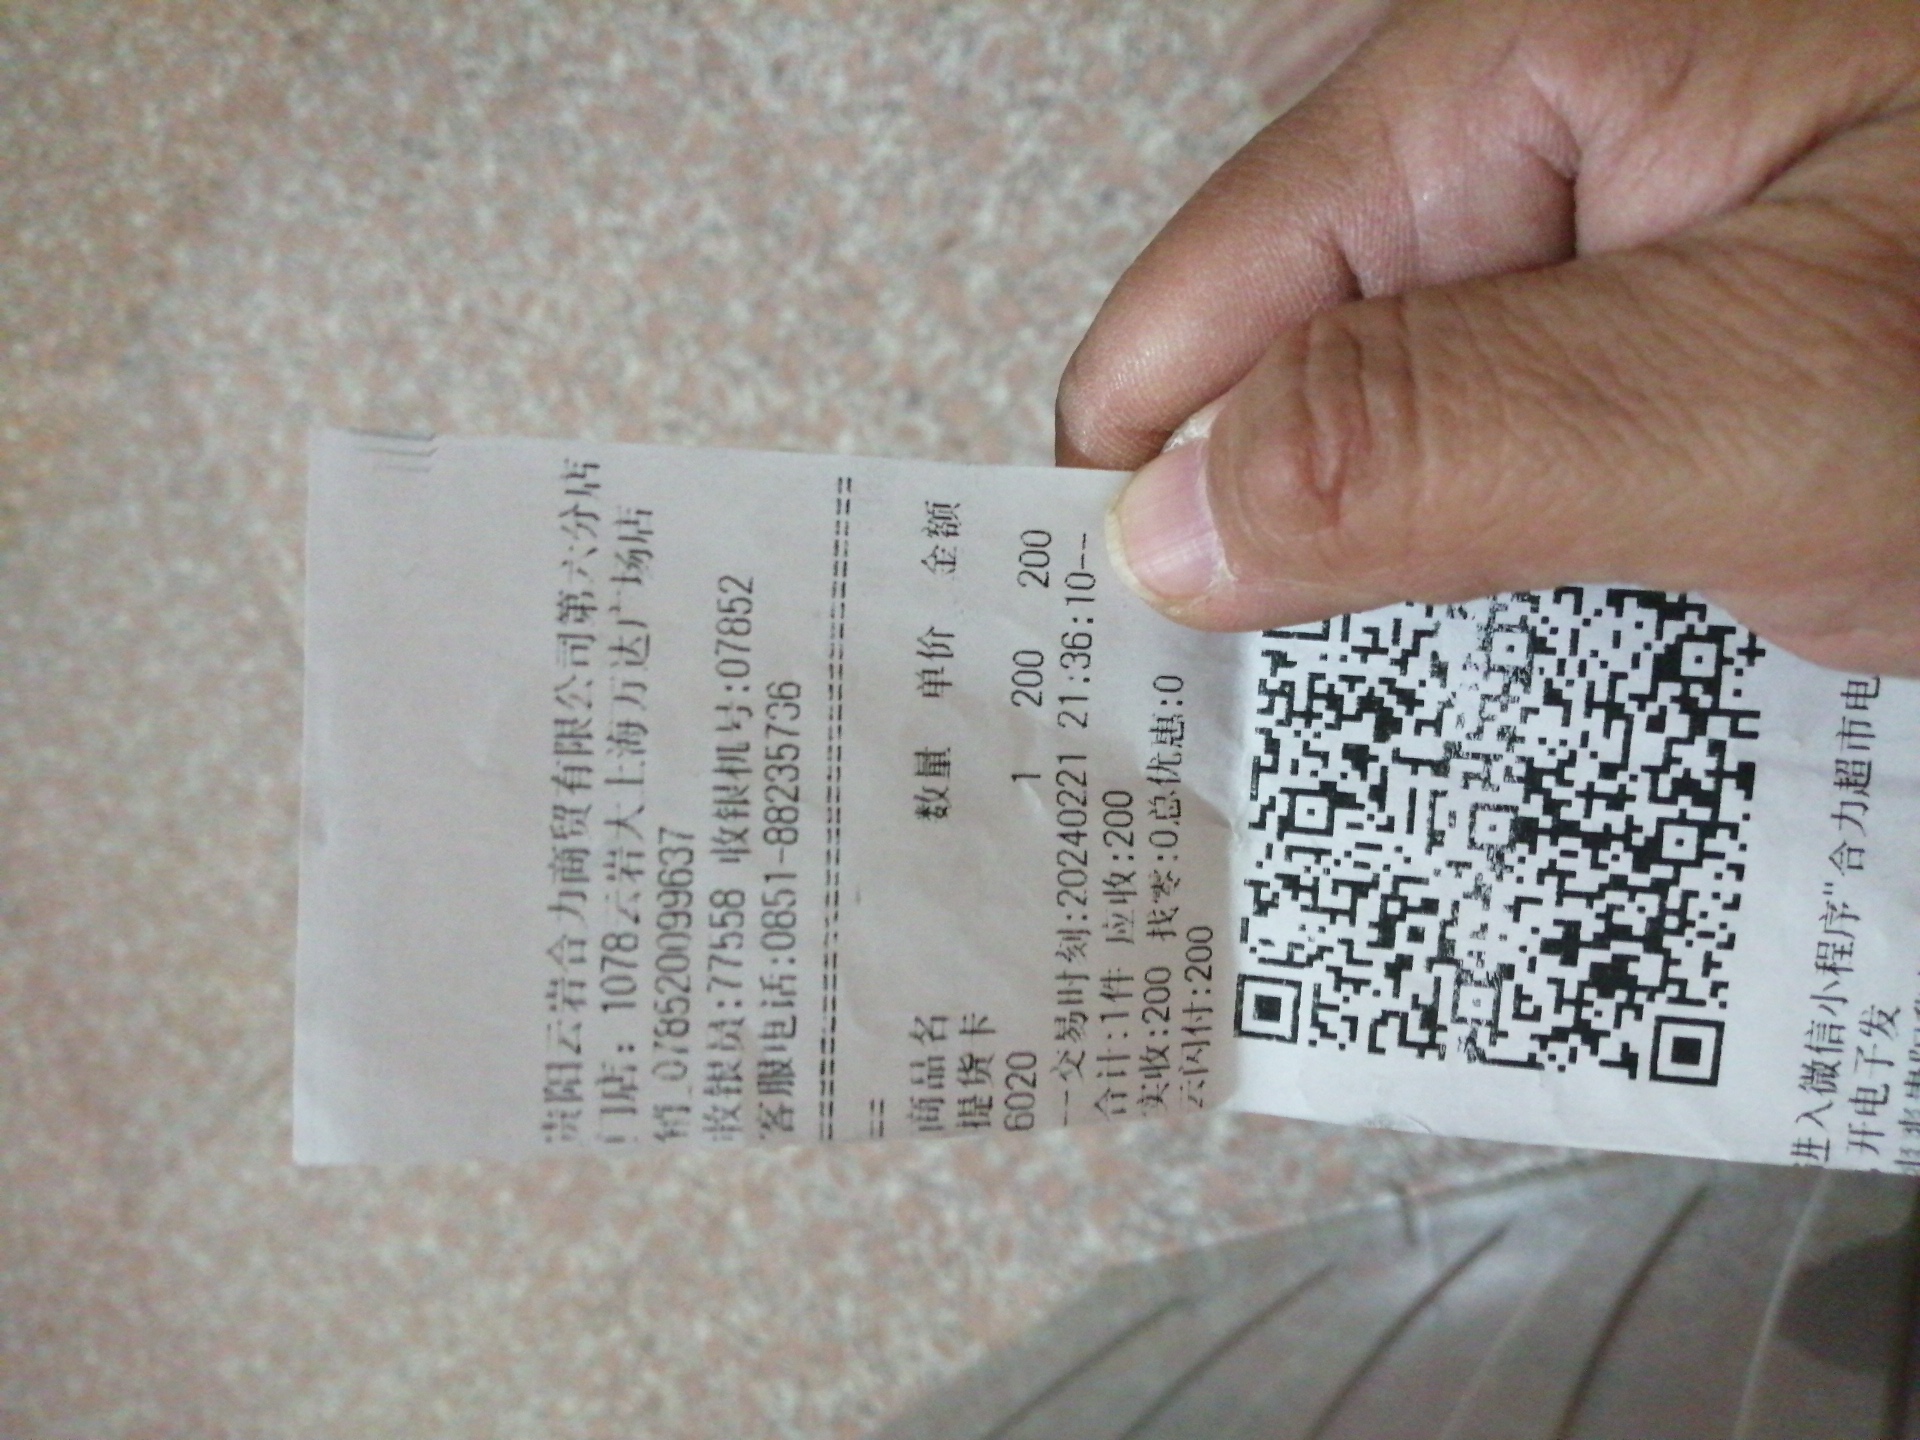 贵阳云岩合力商贸有限公司第六分店
门店：1078云岩大上海万达广场店
销_0785200099637
收银员:77558 收银机号:07852
客服电话:0851-88235736
================================
==
商品名 数量 单价 金额
提货卡
6020 1 200 200
--交易时刻:20240221 21:36:10--
合计:1件 应收:200
实收:200 找零:0总优惠:0
云闪付:200
进入微信小程序"合力超市电
开电子发